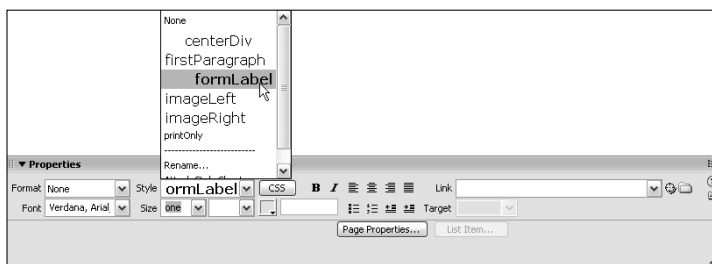 None
centerDiv
firstParagraph
formLabel
imageLeft
imageRight
printOnly
Rename...
Properties
Format None Style ormLabel CSS B I Link
Font Verdana, Arial, Size one Target
Page Properties... List Item...